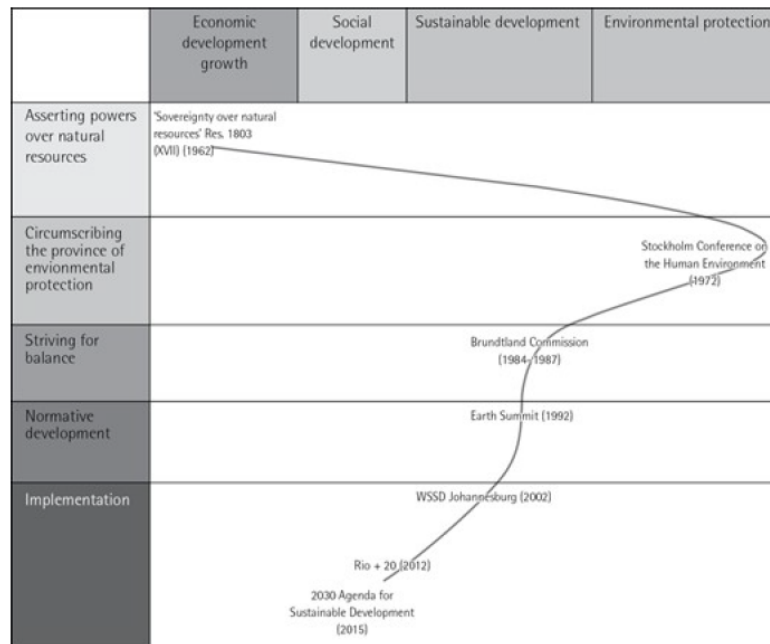 Economic
development
growth
Social
development
Sustainable development
Environmental protection
Asserting powers
over natural
resources
'Sovereignty over natural
resources' Res. 1803
(XVII) (1962)
Circumscribing
the province of
envionmental
protection
Stockholm Conference on
the Human Environment
(1972)
Striving for
balance
Brundtland Commission
(1984-1987)
Normative
development
Earth Summit (1992)
Implementation
WSSD Johannesburg (2002)
Rio + 20 (2012)
2030 Agenda for
Sustainable Development
(2015)